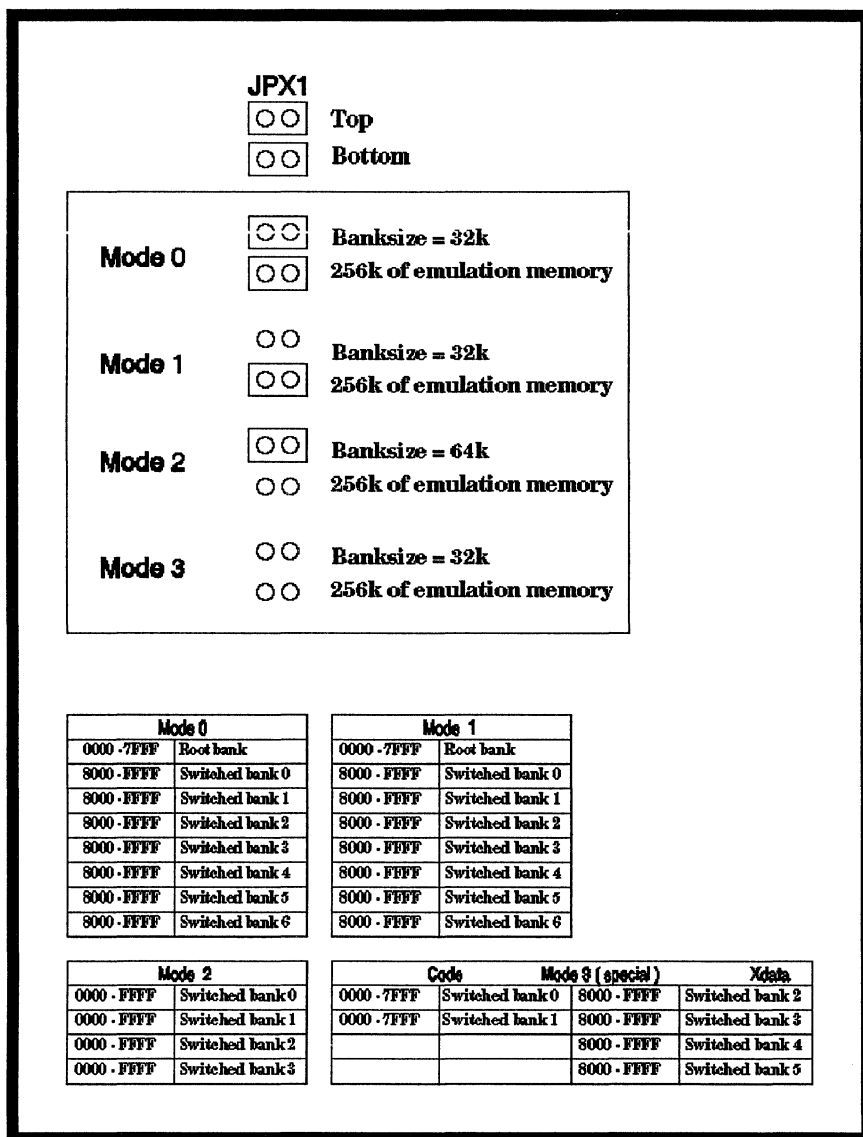 JPX1
Top
Bottom
Mode 0
Banksize = 32k
256k of emulation memory
Mode 1
Banksize = 32k
256k of emulation memory
Mode 2
Banksize = 64k
256k of emulation memory
Mode 3
Banksize = 32k
256k of emulation memory
Mode 0
0000 - 7FFF Root bank
8000 - FFFF Switched bank 0
8000 - FFFF Switched bank 1
8000 - FFFF Switched bank 2
8000 - FFFF Switched bank 3
8000 - FFFF Switched bank 4
8000 - FFFF Switched bank 5
8000 - FFFF Switched bank 6
Mode 1
0000 - 7FFF Root bank
8000 - FFFF Switched bank 0
8000 - FFFF Switched bank 1
8000 - FFFF Switched bank 2
8000 - FFFF Switched bank 3
8000 - FFFF Switched bank 4
8000 - FFFF Switched bank 5
8000 - FFFF Switched bank 6
Mode 2
0000 - FFFF Switched bank 0
0000 - FFFF Switched bank 1
0000 - FFFF Switched bank 2
0000 - FFFF Switched bank 3
Code Mode 3 ( special ) Xdata
0000 - 7FFF Switched bank 0 8000 - FFFF Switched bank 2
0000 - 7FFF Switched bank 1 8000 - FFFF Switched bank 3
8000 - FFFF Switched bank 4
8000 - FFFF Switched bank 5